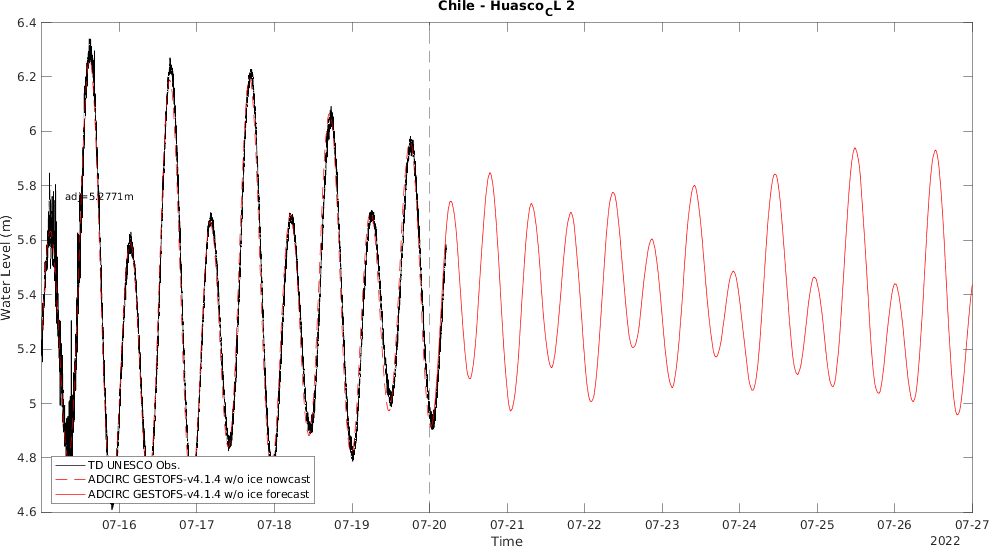 Chile - Huasco_CL 2
6.4
6.2
6
5.8
5.6
5.4
5.2
5
4.8
4.6
Water Level (m)
adj=5.2771m
TD UNESCO Obs.
ADCIRC GESTOFS-v4.1.4 w/o ice nowcast
ADCIRC GESTOFS-v4.1.4 w/o ice forecast
07-16 07-17 07-18 07-19 07-20 07-21 07-22 07-23 07-24 07-25 07-26 07-27
Time
2022